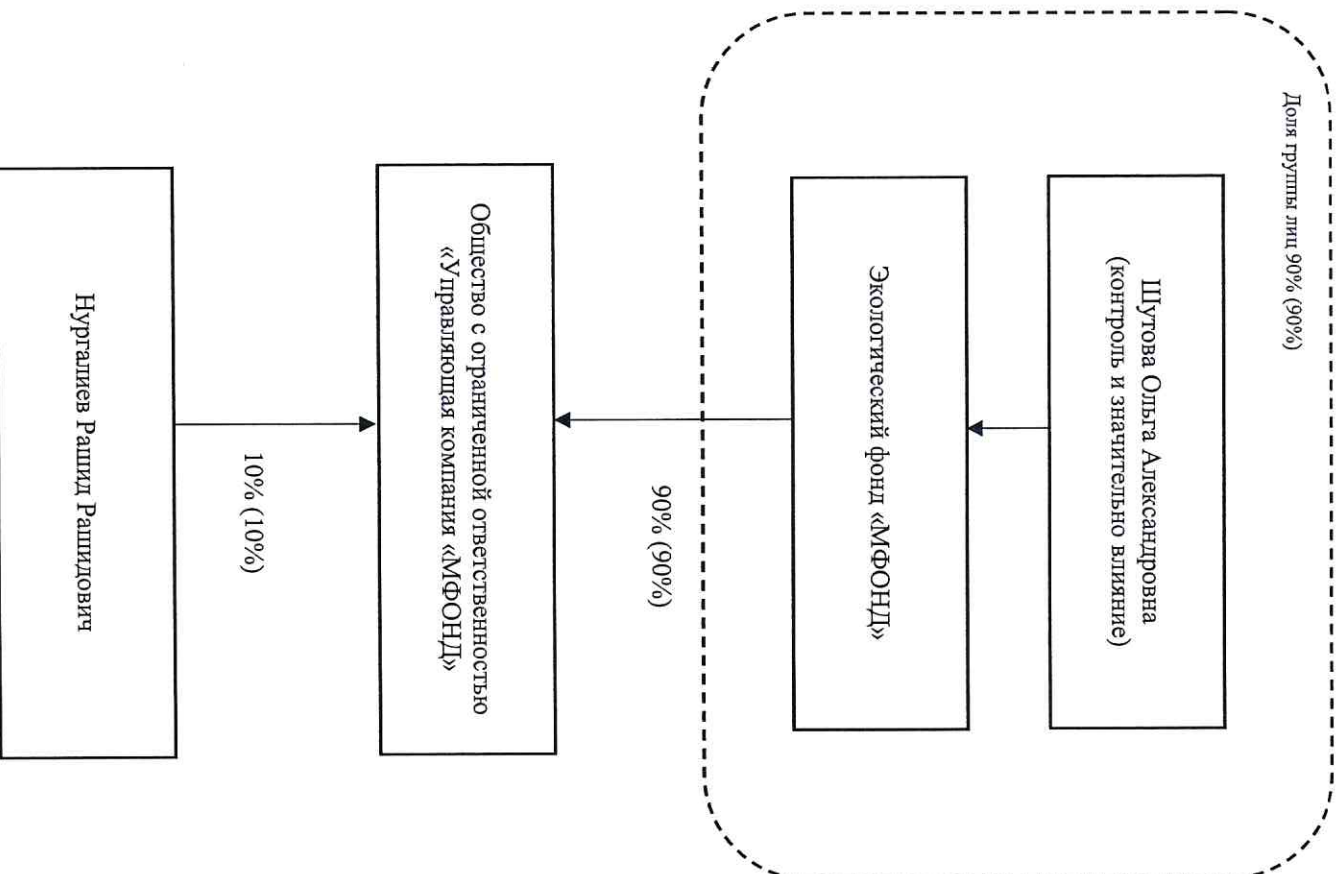 Доля группы лиц 90% (90%)
Шутова Ольга Александровна
(контроль и значительно влияние)
Экологический фонд «МФОНД»
90% (90%)
Общество с ограниченной ответственностью
«Управляющая компания «МФОНД»
10% (10%)
Нургалиев Рашид Рашидович